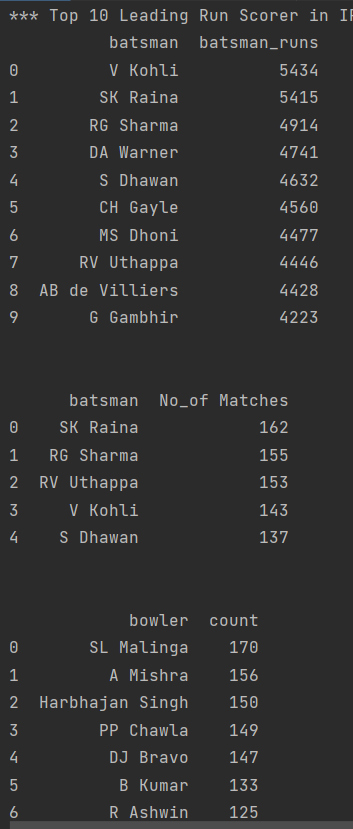 *** Top 10 Leading Run Scorer in
batsman batsman_runs
0 V Kohli 5434
1 SK Raina 5415
2 RG Sharma 4914
3 DA Warner 4741
4 S Dhawan 4632
5 CH Gayle 4560
6 MS Dhoni 4477
7 RV Uthappa 4446
8 AB de Villiers 4428
9 G Gambhir 4223
batsman No_of Matches
0 SK Raina 162
1 RG Sharma 155
2 RV Uthappa 153
3 V Kohli 143
4 S Dhawan 137
bowler count
0 SL Malinga 170
1 A Mishra 156
2 Harbhajan Singh 150
3 PP Chawla 149
4 DJ Bravo 147
5 B Kumar 133
6 R Ashwin 125